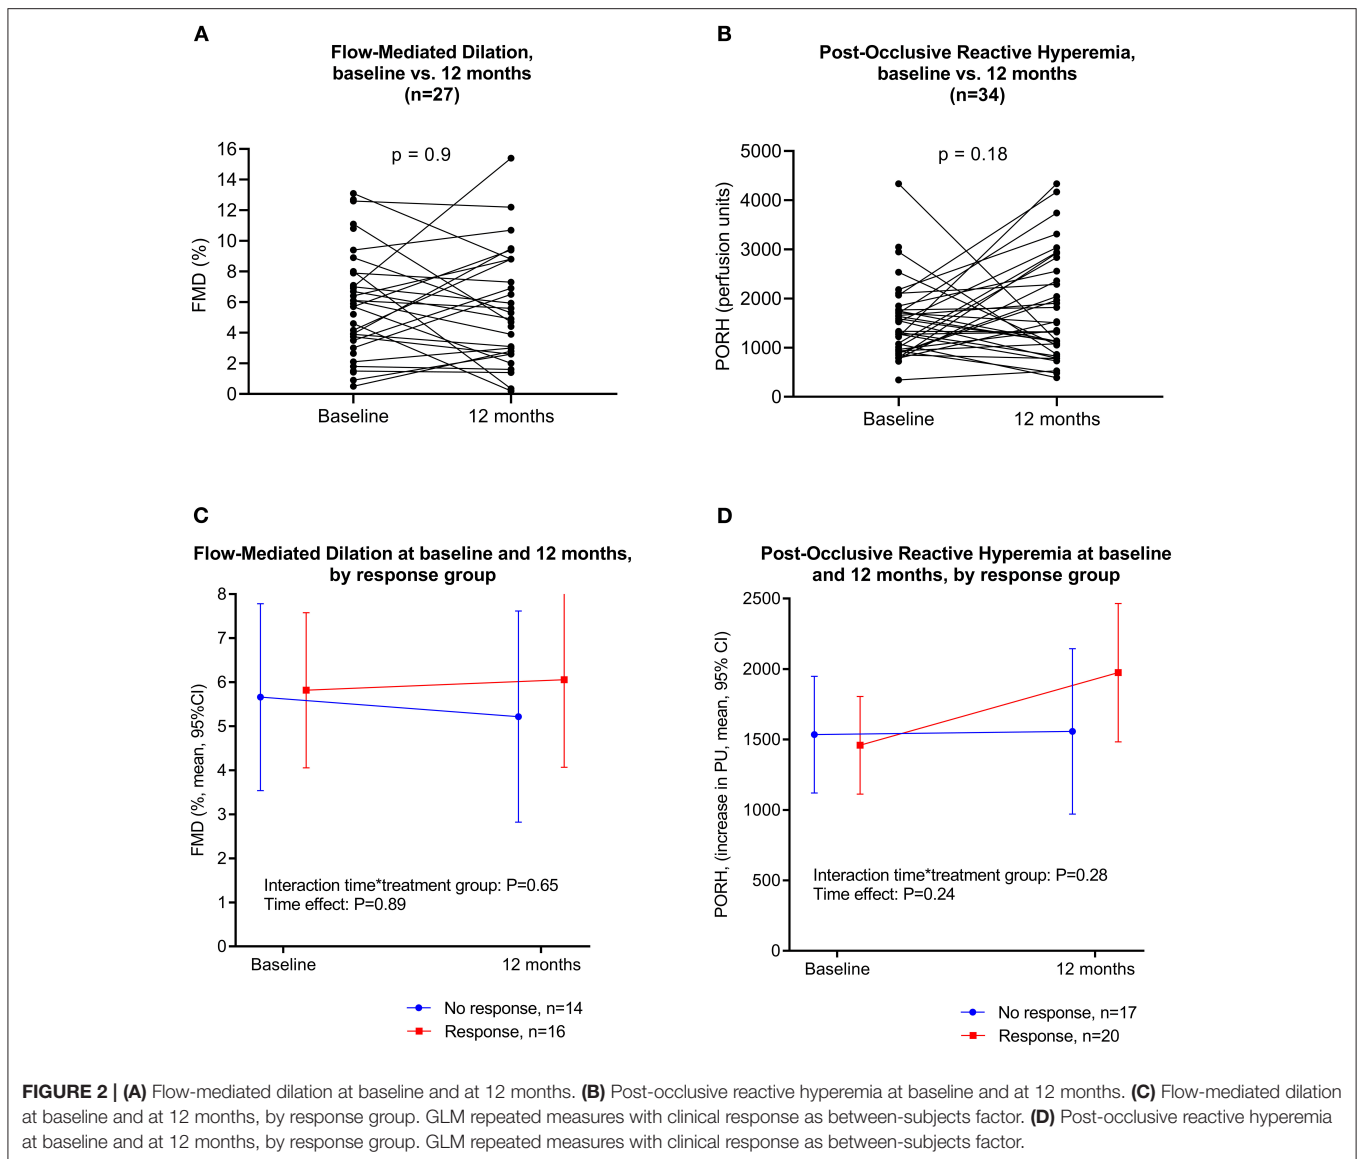 A
Flow-Mediated Dilation,
baseline vs. 12 months
(n=27)
p = 0.9
FMD (%)
16
14
12
10
8
6
4
2
0
Baseline 12 months
B
Post-Occlusive Reactive Hyperemia,
baseline vs. 12 months
(n=34)
p = 0.18
PORH (perfusion units)
5000
4000
3000
2000
1000
0
Baseline 12 months
C
Flow-Mediated Dilation at baseline and 12 months,
by response group
FMD (%, mean, 95%CI)
8
7
6
5
4
3
2
1
0
Interaction time*treatment group: P=0.65
Time effect: P=0.89
Baseline 12 months
No response, n=14
Response, n=16
D
Post-Occlusive Reactive Hyperemia at baseline
and 12 months, by response group
PORH, (increase in PU, mean, 95% CI)
2500
2000
1500
1000
500
0
Interaction time*treatment group: P=0.28
Time effect: P=0.24
Baseline 12 months
No response, n=17
Response, n=20
FIGURE 2 | (A) Flow-mediated dilation at baseline and at 12 months. (B) Post-occlusive reactive hyperemia at baseline and at 12 months. (C) Flow-mediated dilation
at baseline and at 12 months, by response group. GLM repeated measures with clinical response as between-subjects factor. (D) Post-occlusive reactive hyperemia
at baseline and at 12 months, by response group. GLM repeated measures with clinical response as between-subjects factor.